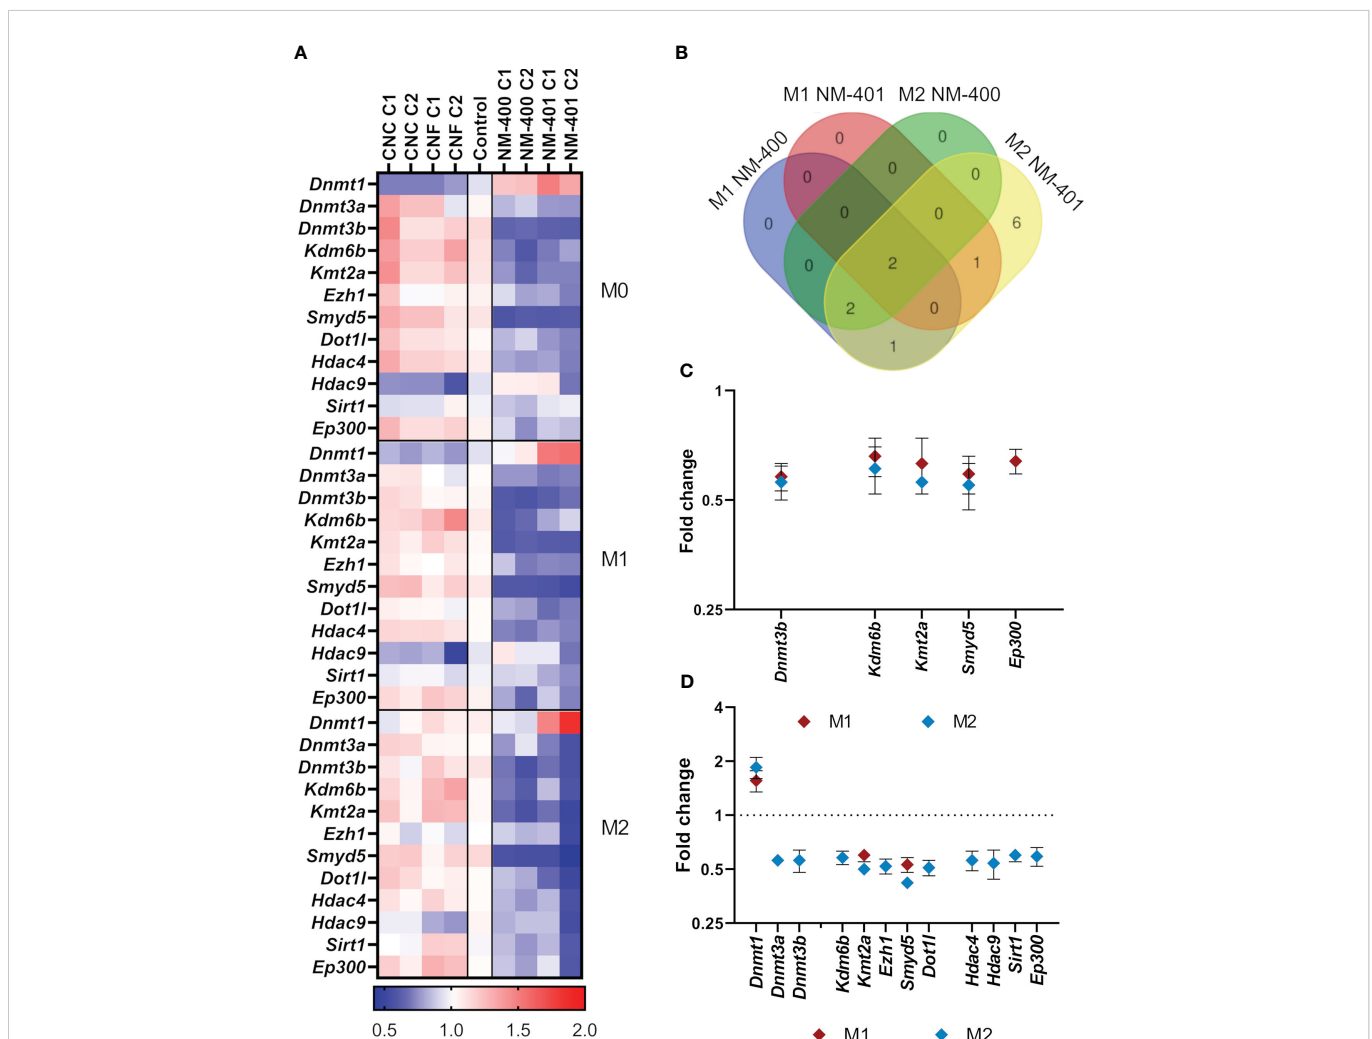 A
CNC C1
CNC C2
CNF C1
CNF C2
Control
NM-400 C1
NM-400 C2
NM-401 C1
NM-401 C2
Dnmt1
Dnmt3a
Dnmt3b
Kdm6b
Kmt2a
Ezh1
Smyd5
Dot1l
Hdac4
Hdac9
Sirt1
Ep300
M0
Dnmt1
Dnmt3a
Dnmt3b
Kdm6b
Kmt2a
Ezh1
Smyd5
Dot1l
Hdac4
Hdac9
Sirt1
Ep300
M1
Dnmt1
Dnmt3a
Dnmt3b
Kdm6b
Kmt2a
Ezh1
Smyd5
Dot1l
Hdac4
Hdac9
Sirt1
Ep300
M2
0.5 1.0 1.5 2.0
B
M1 NM-400
M1 NM-401
M2 NM-400
M2 NM-401
0 0
0 0 0
0 0 0 6
0 2 1
2 0
1
C
Fold change
1
0.5
0.25
Dnmt3b
Kdm6b
Kmt2a
Smyd5
Ep300
D
M1 M2
Fold change
4
2
1
0.5
0.25
Dnmt1
Dnmt3a
Dnmt3b
Kdm6b
Kmt2a
Ezh1
Smyd5
Dot1l
Hdac4
Hdac9
Sirt1
Ep300
M1 M2